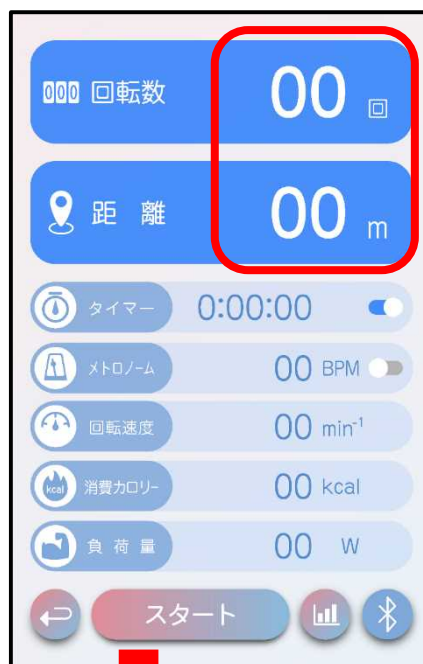 000 回転数 00 回
距 離 00 m
タイマー 0:00:00
メトロノーム 00 BPM
回転速度 00 min⁻¹
kcal 消費カロリー 00 kcal
負 荷 量 00 W
スタート